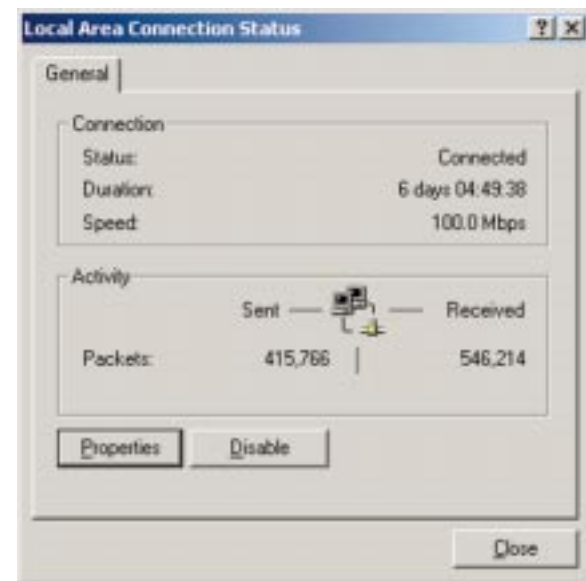 Local Area Connection Status
General
Connection
Status: Connected
Duration: 6 days 04:49:38
Speed: 100.0 Mbps
Activity
Sent Received
Packets: 415,766 546,214
Properties Disable
Close